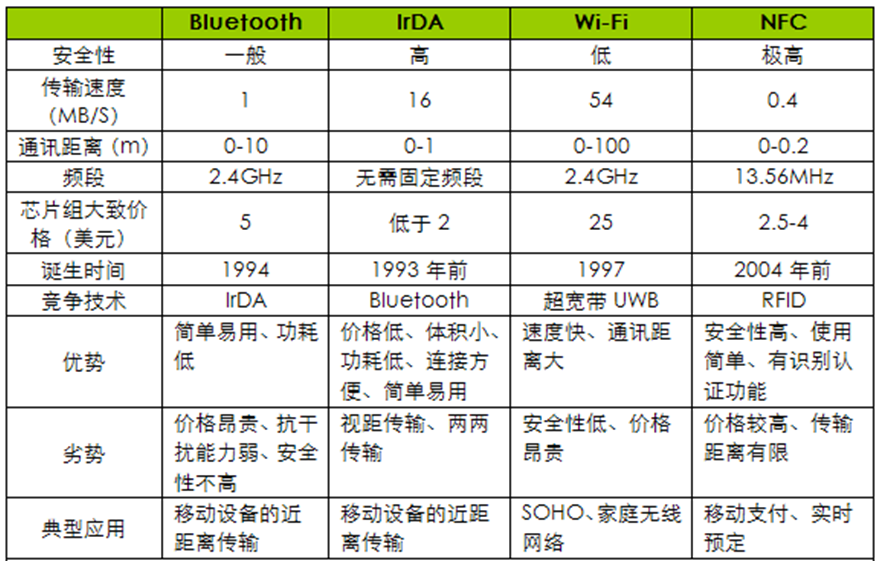 Bluetooth IrDA Wi-Fi NFC
安全性 一般 高 低 极高
传输速度
（MB/S） 1 16 54 0.4
通讯距离（m） 0-10 0-1 0-100 0-0.2
频段 2.4GHz 无需固定频段 2.4GHz 13.56MHz
芯片组大致价
格（美元） 5 低于 2 25 2.5-4
诞生时间 1994 1993 年前 1997 2004 年前
竞争技术 IrDA Bluetooth 超宽带 UWB RFID
优势
简单易用、功耗
低
价格低、体积小、
功耗低、连接方
便、简单易用
速度快、通讯距
离大
安全性高、使用
简单、有识别认
证功能
劣势
价格昂贵、抗干
扰能力弱、安全
性不高
视距传输、两两
传输
安全性低、价格
昂贵
价格较高、传输
距离有限
典型应用
移动设备的近
距离传输
移动设备的近距
离传输
SOHO、家庭无线
网络
移动支付、实时
预定